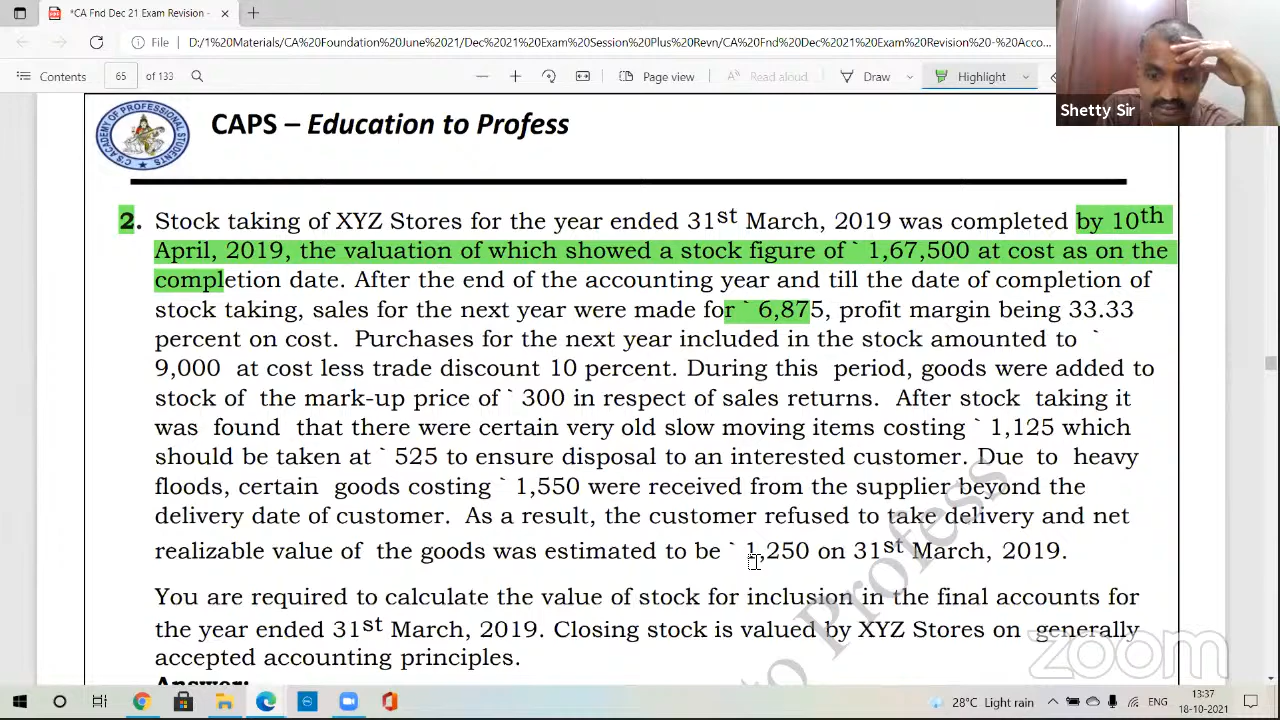 *CA Fnd Dec 21 Exam Revision -
File D:/1%20Materials/CA%20Foundation%20June%2021/Dec%2021%20Exam%20Session%20Plus%20Revn/CA%20Fnd%20Dec%2021%20Exam%20Revision%20-%20Acco...
Contents 65 of 133 Page view Read aloud Draw Highlight
Shetty Sir
CAPS – Education to Profess
2. Stock taking of XYZ Stores for the year ended 31st March, 2019 was completed by 10th
April, 2019, the valuation of which showed a stock figure of ` 1,67,500 at cost as on the
completion date. After the end of the accounting year and till the date of completion of
stock taking, sales for the next year were made for ` 6,875, profit margin being 33.33
percent on cost. Purchases for the next year included in the stock amounted to `
9,000 at cost less trade discount 10 percent. During this period, goods were added to
stock of the mark-up price of ` 300 in respect of sales returns. After stock taking it
was found that there were certain very old slow moving items costing ` 1,125 which
should be taken at ` 525 to ensure disposal to an interested customer. Due to heavy
floods, certain goods costing ` 1,550 were received from the supplier beyond the
delivery date of customer. As a result, the customer refused to take delivery and net
realizable value of the goods was estimated to be ` 1,250 on 31st March, 2019.
You are required to calculate the value of stock for inclusion in the final accounts for
the year ended 31st March, 2019. Closing stock is valued by XYZ Stores on generally
accepted accounting principles.
Answer:
to Profess
zoom
28°C Light rain ENG 13:37
18-10-2021